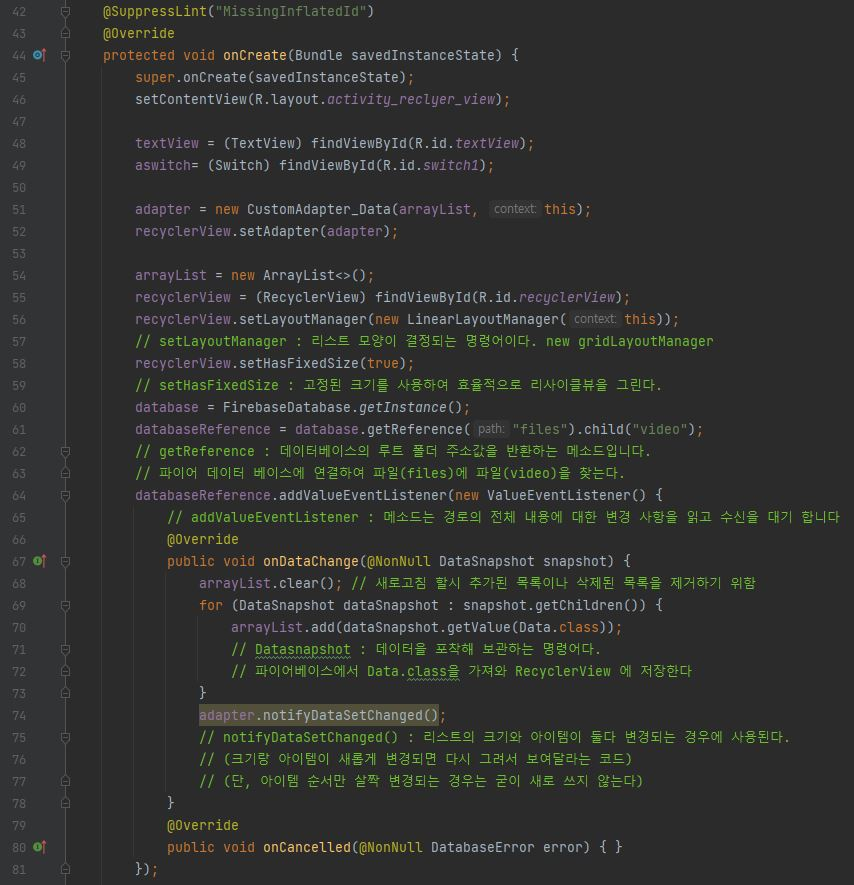 42 @SuppressLint("MissingInflatedId")
43 @Override
44 protected void onCreate(Bundle savedInstanceState) {
45 super.onCreate(savedInstanceState);
46 setContentView(R.layout.activity_reclyer_view);
47
48 textView = (TextView) findViewById(R.id.textView);
49 aswitch= (Switch) findViewById(R.id.switch1);
50
51 adapter = new CustomAdapter_Data(arrayList, context: this);
52 recyclerView.setAdapter(adapter);
53
54 arrayList = new ArrayList<>();
55 recyclerView = (RecyclerView) findViewById(R.id.recyclerView);
56 recyclerView.setLayoutManager(new LinearLayoutManager( context: this));
57 // setLayoutManager : 리스트 모양이 결정되는 명령어이다. new gridLayoutManager
58 recyclerView.setHasFixedSize(true);
59 // setHasFixedSize : 고정된 크기를 사용하여 효율적으로 리사이클뷰을 그린다.
60 database = FirebaseDatabase.getInstance();
61 databaseReference = database.getReference( path: "files").child("video");
62 // getReference : 데이터베이스의 루트 폴더 주소값을 반환하는 메소드입니다.
63 // 파이어 데이터 베이스에 연결하여 파일(files)에 파일(video)을 찾는다.
64 databaseReference.addValueEventListener(new ValueEventListener() {
65 // addValueEventListener : 메소드는 경로의 전체 내용에 대한 변경 사항을 읽고 수신을 대기 합니다
66 @Override
67 public void onDataChange(@NonNull DataSnapshot snapshot) {
68 arrayList.clear(); // 새로고침 할시 추가된 목록이나 삭제된 목록을 제거하기 위함
69 for (DataSnapshot dataSnapshot : snapshot.getChildren()) {
70 arrayList.add(dataSnapshot.getValue(Data.class));
71 // Datasnapshot : 데이터을 포착해 보관하는 명령어다.
72 // 파이어베이스에서 Data.class을 가져와 RecyclerView 에 저장한다
73 }
74 adapter.notifyDataSetChanged();
75 // notifyDataSetChanged() : 리스트의 크기와 아이템이 둘다 변경되는 경우에 사용된다.
76 // (크기랑 아이템이 새롭게 변경되면 다시 그려서 보여달라는 코드)
77 // (단, 아이템 순서만 살짝 변경되는 경우는 굳이 새로 쓰지 않는다)
78 }
79 @Override
80 public void onCancelled(@NonNull DatabaseError error) { }
81 });